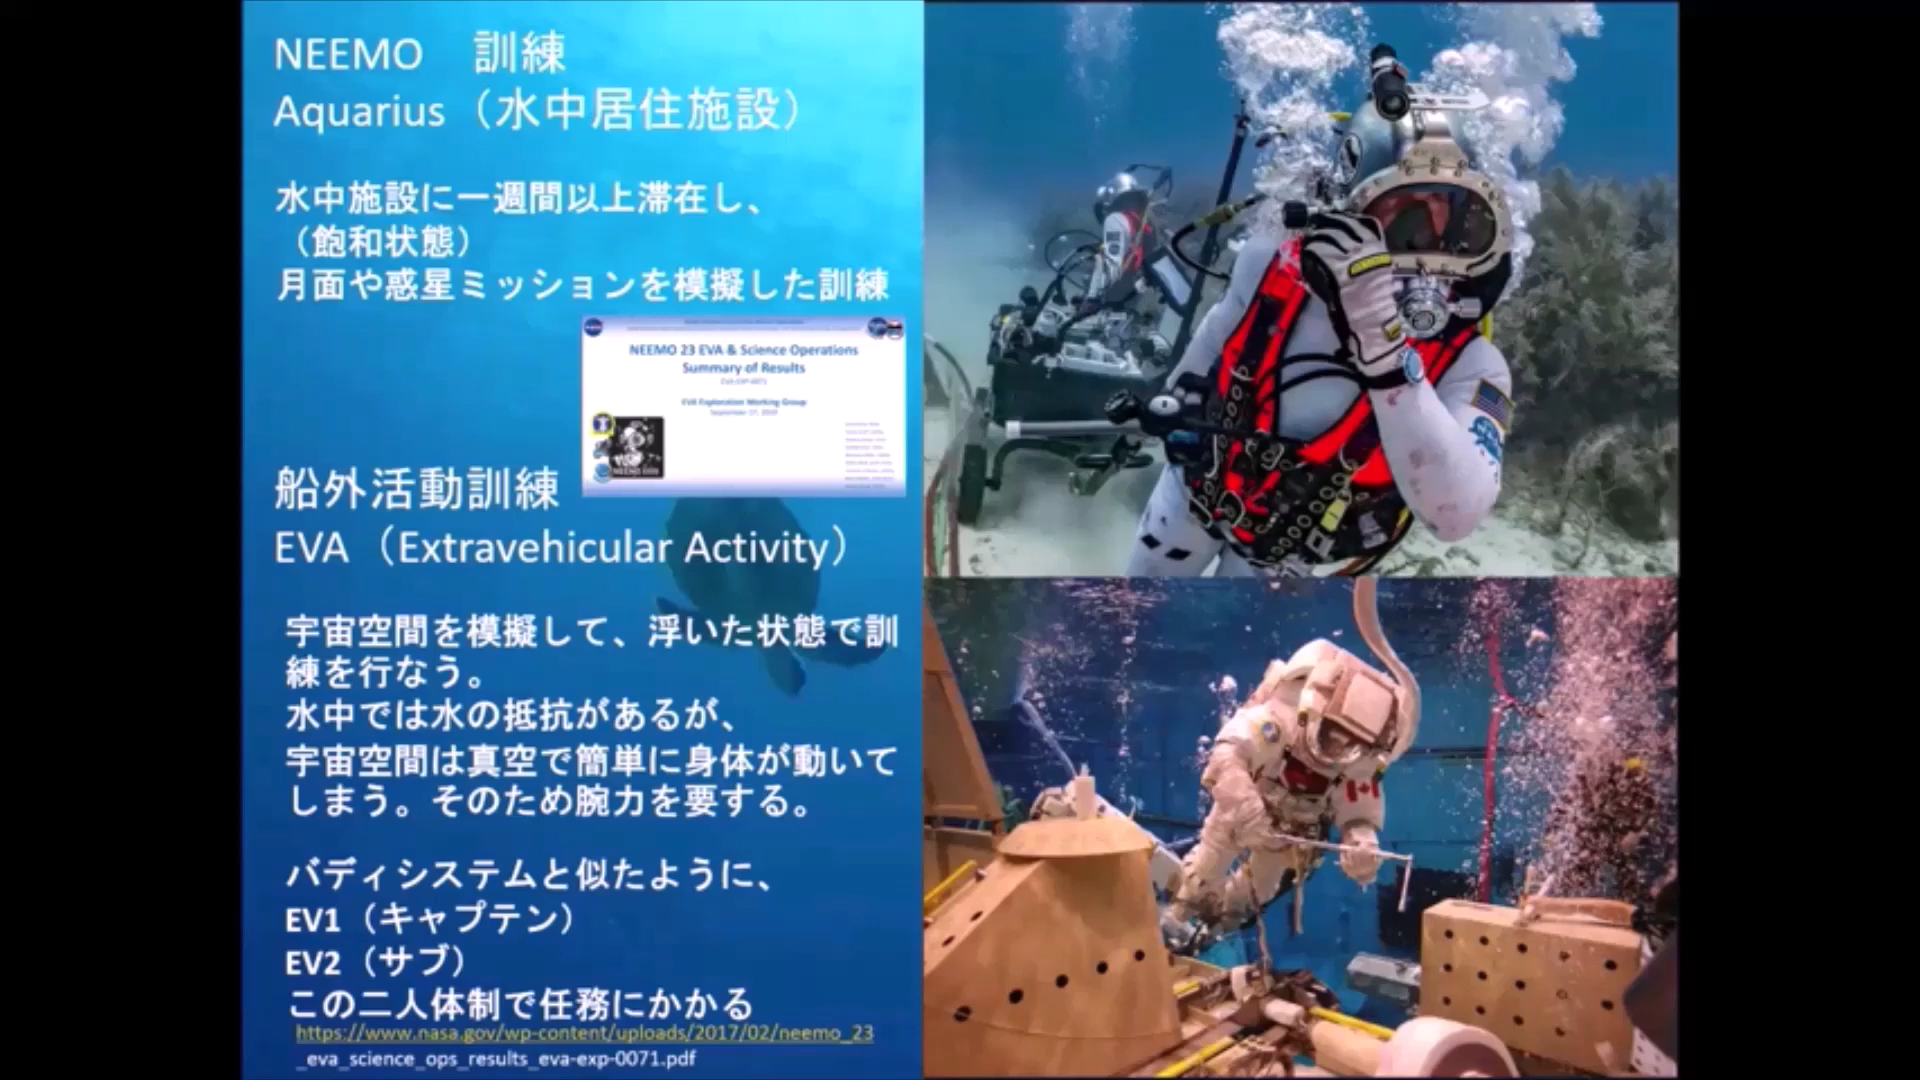 NEEMO 訓練
Aquarius（水中居住施設）
水中施設に一週間以上滞在し、
（飽和状態）
月面や惑星ミッションを模擬した訓練
NEEMO 23 EVA & Science Operations
Summary of Results
EVA-EXP-0071
EVA Exploration Working Group
September 17, 2019
船外活動訓練
EVA（Extravehicular Activity）
宇宙空間を模擬して、浮いた状態で訓
練を行なう。
水中では水の抵抗があるが、
宇宙空間は真空で簡単に身体が動いて
しまう。そのため腕力を要する。
バディシステムと似たように、
EV1（キャプテン）
EV2（サブ）
この二人体制で任務にかかる
https://www.nasa.gov/wp-content/uploads/2017/02/neemo_23
_eva_science_ops_results_eva-exp-0071.pdf